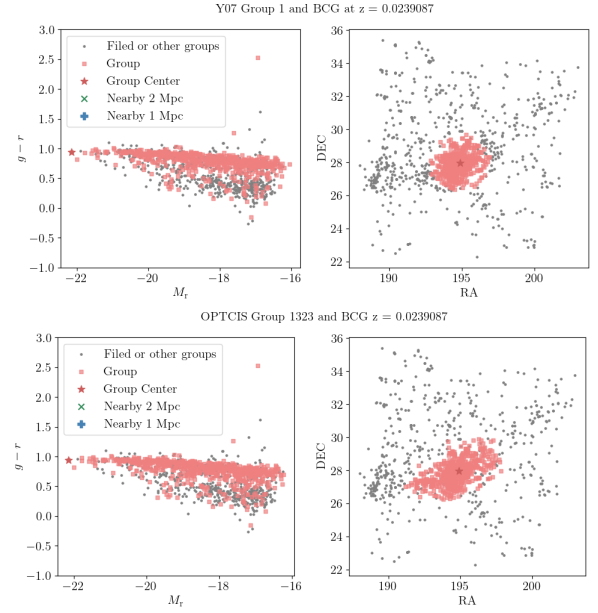 Y07 Group 1 and BCG at z = 0.0239087
3.0
2.5
2.0
1.5
1.0
0.5
0.0
−0.5
−1.0
g − r
Filed or other groups
Group
Group Center
Nearby 2 Mpc
Nearby 1 Mpc
−22
−20
−18
−16
Mr
36
34
32
30
28
26
24
22
DEC
190
195
200
RA
OPTCIS Group 1323 and BCG z = 0.0239087
3.0
2.5
2.0
1.5
1.0
0.5
0.0
−0.5
−1.0
g − r
Filed or other groups
Group
Group Center
Nearby 2 Mpc
Nearby 1 Mpc
−22
−20
−18
−16
Mr
36
34
32
30
28
26
24
22
DEC
190
195
200
RA